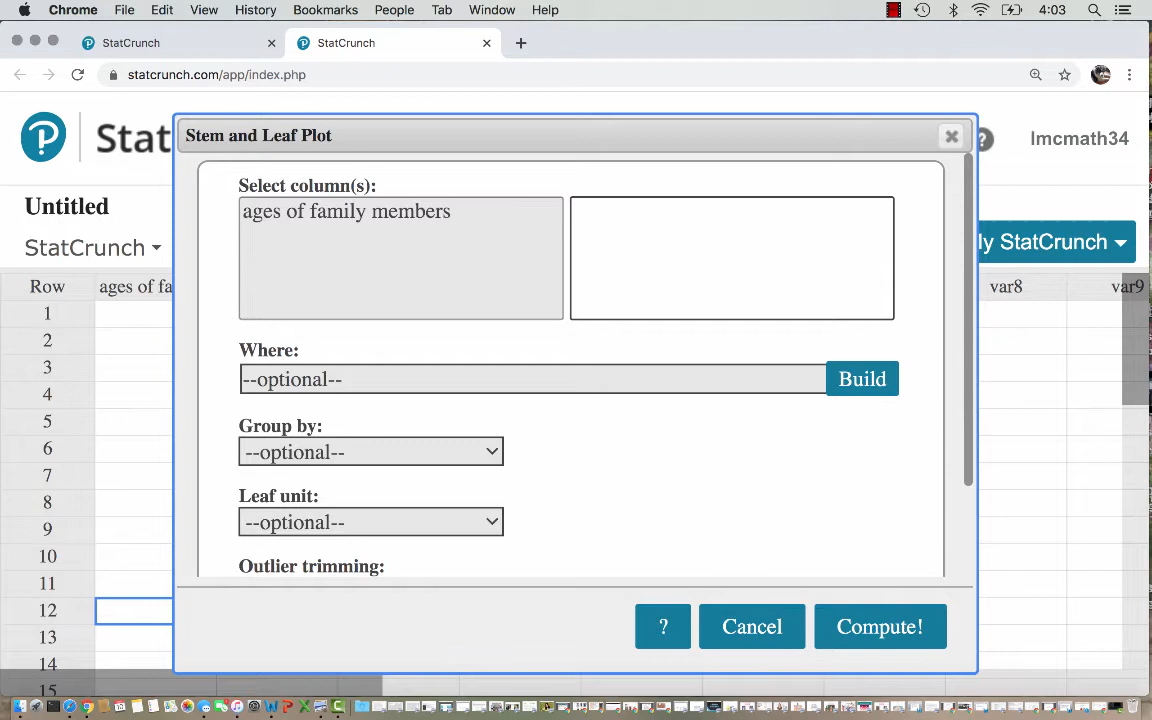 Chrome File Edit View History Bookmarks People Tab Window Help 4:03
StatCrunch StatCrunch
statcrunch.com/app/index.php
Stat
Stem and Leaf Plot
? lmcmath34
Select column(s):
ages of family members
Untitled
StatCrunch
ly StatCrunch
Row ages of fa var8 var9
1
2
3
4
5
6
7
8
9
10
11
12
13
14
15
Where:
--optional-- Build
Group by:
--optional--
Leaf unit:
--optional--
Outlier trimming:
? Cancel Compute!